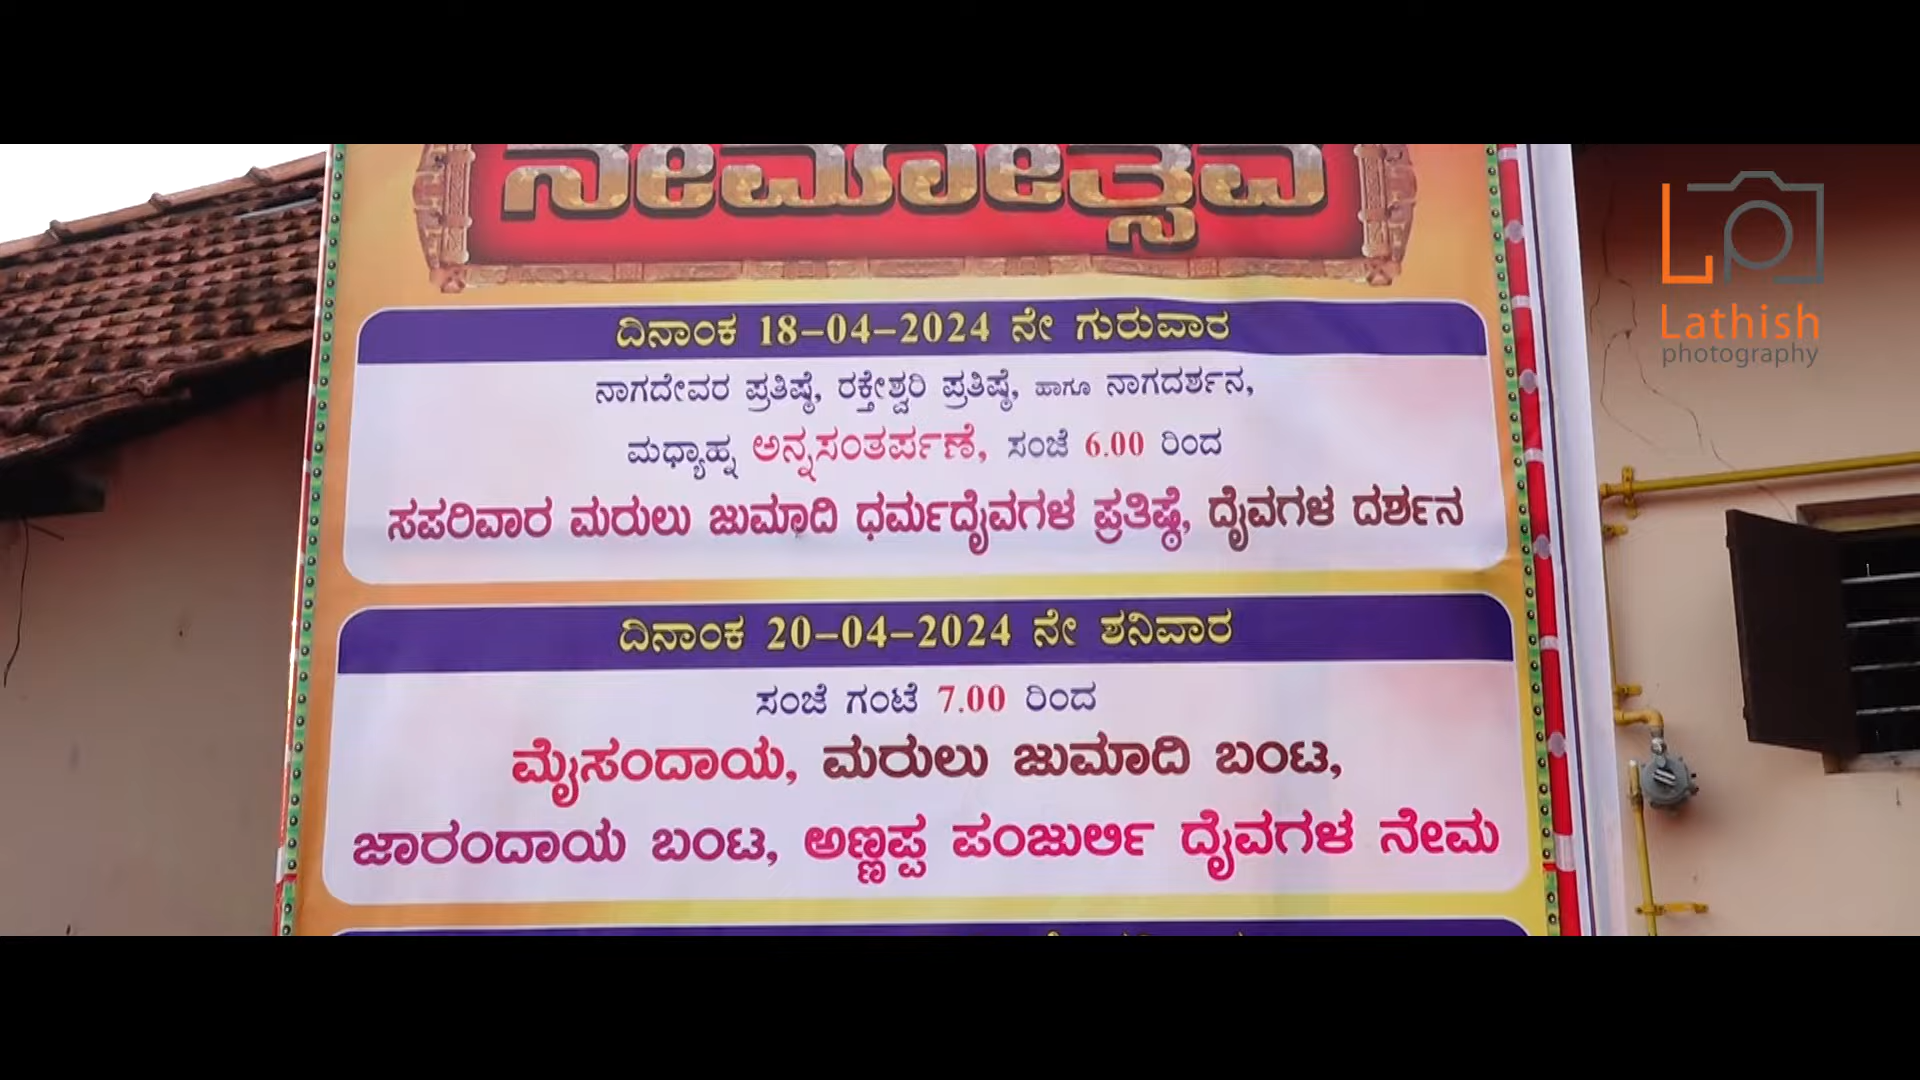 ನೇಮೋತ್ಸವ
ದಿನಾಂಕ 18-04-2024 ನೇ ಗುರುವಾರ
ನಾಗದೇವರ ಪ್ರತಿಷ್ಠೆ, ರಕ್ತೇಶ್ವರಿ ಪ್ರತಿಷ್ಠೆ, ಹಾಗೂ ನಾಗದರ್ಶನ,
ಮಧ್ಯಾಹ್ನ ಅನ್ನಸಂತರ್ಪಣೆ, ಸಂಜೆ 6.00 ರಿಂದ
ಸಪರಿವಾರ ಮರುಲು ಜುಮಾದಿ ಧರ್ಮದೈವಗಳ ಪ್ರತಿಷ್ಠೆ, ದೈವಗಳ ದರ್ಶನ
ದಿನಾಂಕ 20-04-2024 ನೇ ಶನಿವಾರ
ಸಂಜೆ ಗಂಟೆ 7.00 ರಿಂದ
ಮೈಸಂದಾಯ, ಮರುಲು ಜುಮಾದಿ ಬಂಟ,
ಜಾರಂದಾಯ ಬಂಟ, ಅಣ್ಣಪ್ಪ ಪಂಜುರ್ಲಿ ದೈವಗಳ ನೇಮ
Lathish
photography